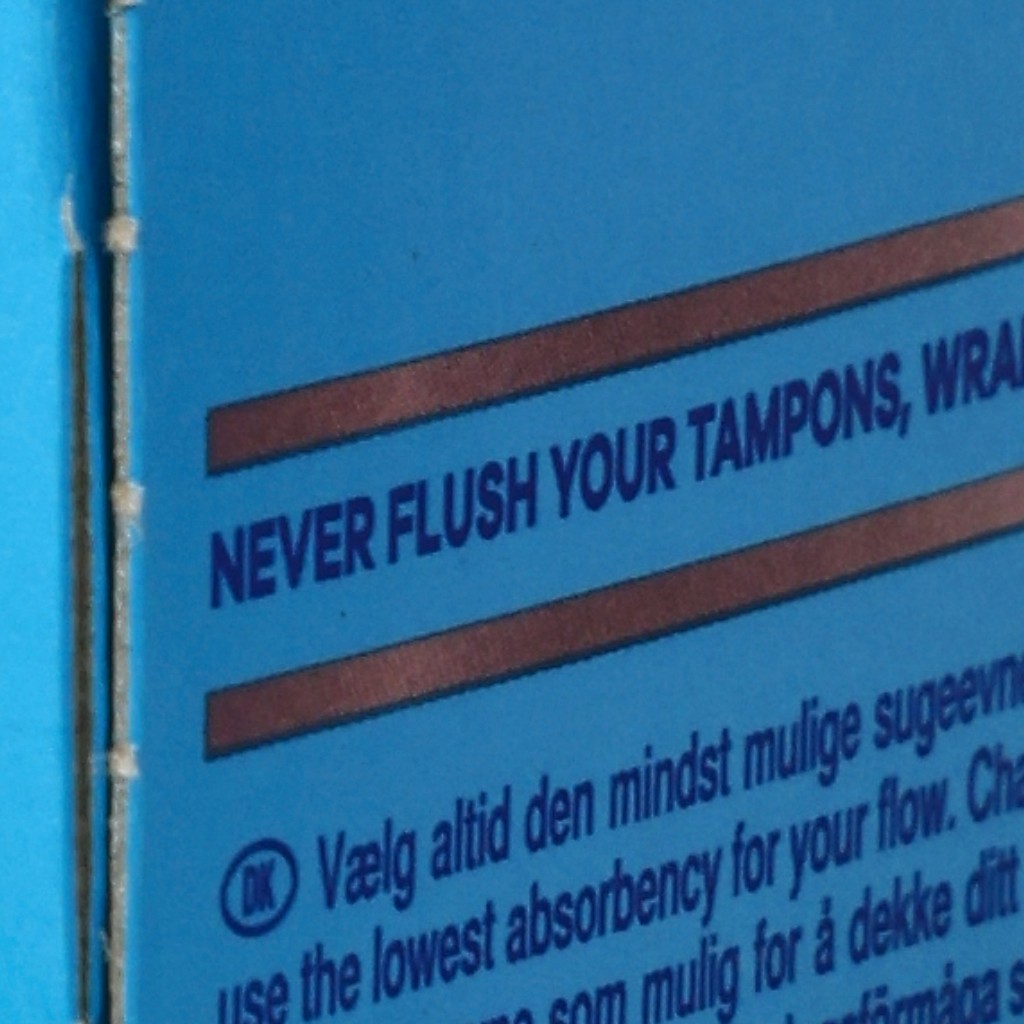 NEVER FLUSH YOUR TAMPONS,
DK Vælg altid den mindst mulige
use the lowest absorbency for your flow.
som mulig for å dekke ditt